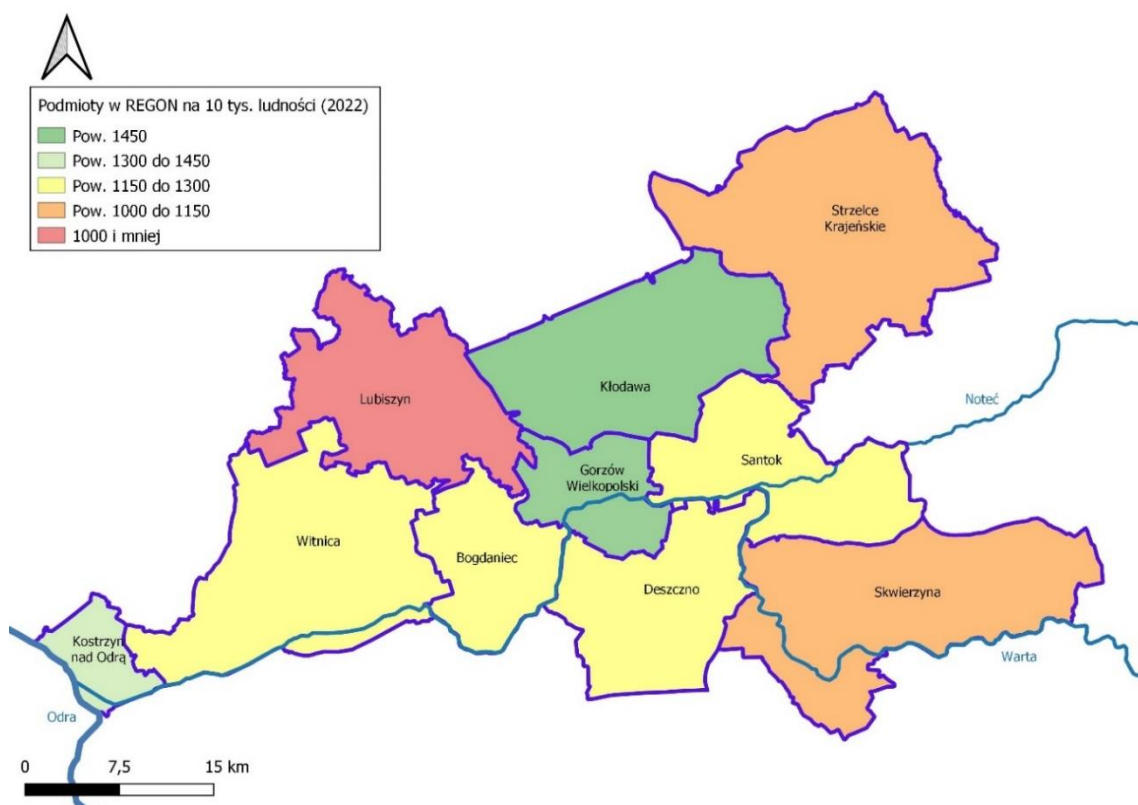 Podmioty w REGON na 10 tys. ludności (2022)
Pow. 1450
Pow. 1300 do 1450
Pow. 1150 do 1300
Pow. 1000 do 1150
1000 i mniej
Strzelce
Krajeńskie
Kłodawa
Lubiszyn
Noteć
Santok
Gorzów
Wielkopolski
Witnica
Bogdaniec
Deszczno
Skwierzyna
Kostrzyn
nad Odrą
Warta
Odra
0 7,5 15 km